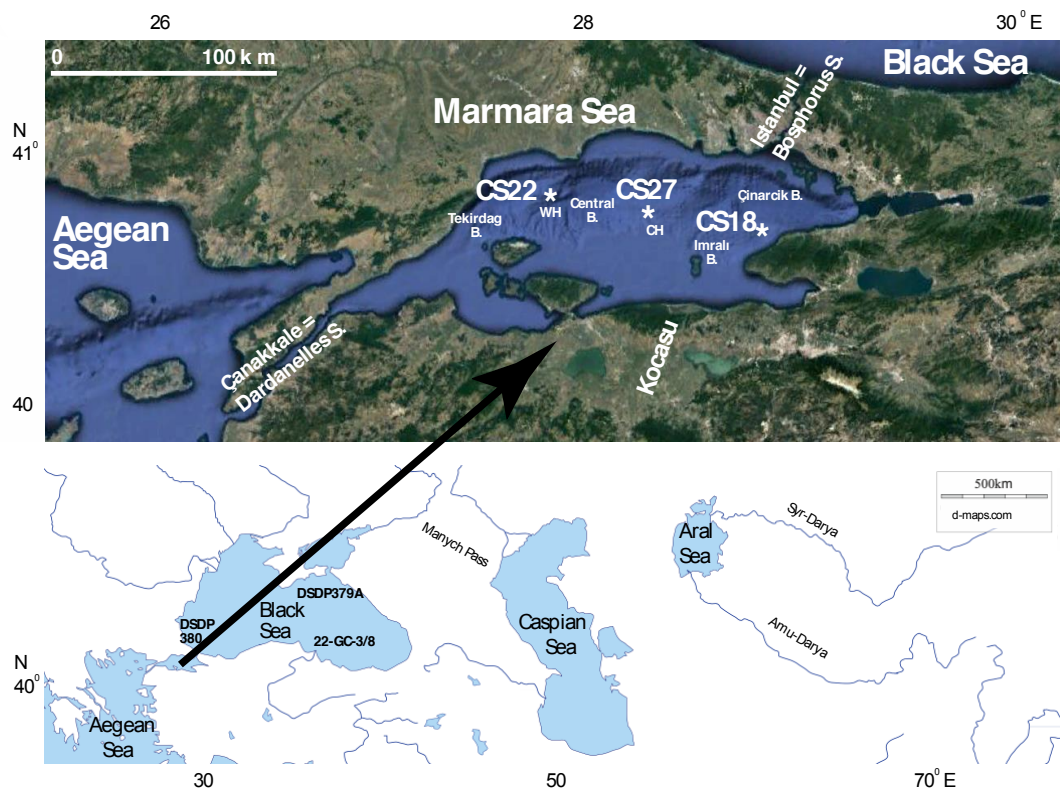 26
28
30 ° E
0
100 k m
Black Sea
Marmara Sea
Istanbul =
Bosphorus S.
N
41°
CS22
*
WH
Central
B.
CS27
*
CH
Çinarcik B.
CS18
*
Imralı
B.
Tekirdag
B.
Aegean
Sea
Çanakkale =
Dardanelles S.
Kocasu
40
500km
d-maps.com
Manych Pass
Aral
Sea
Syr-Darya
DSDP379A
DSDP
380
Black
Sea
22-GC-3/8
Caspian
Sea
Amu-Darya
N
40°
Aegean
Sea
30
50
70° E